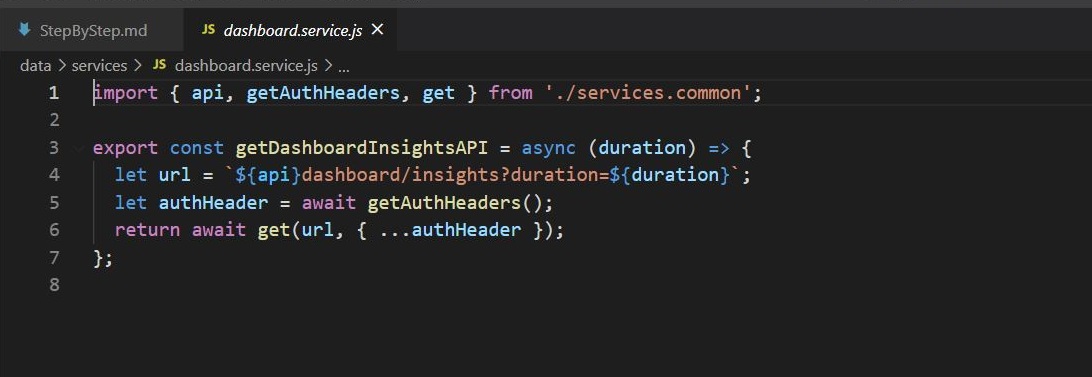 StepByStep.md JS dashboard.service.js ×
data > services > JS dashboard.service.js > ...
1 import { api, getAuthHeaders, get } from './services.common';
2
3 export const getDashboardInsightsAPI = async (duration) => {
4 let url = `${api}dashboard/insights?duration=${duration}`;
5 let authHeader = await getAuthHeaders();
6 return await get(url, { ...authHeader });
7 };
8